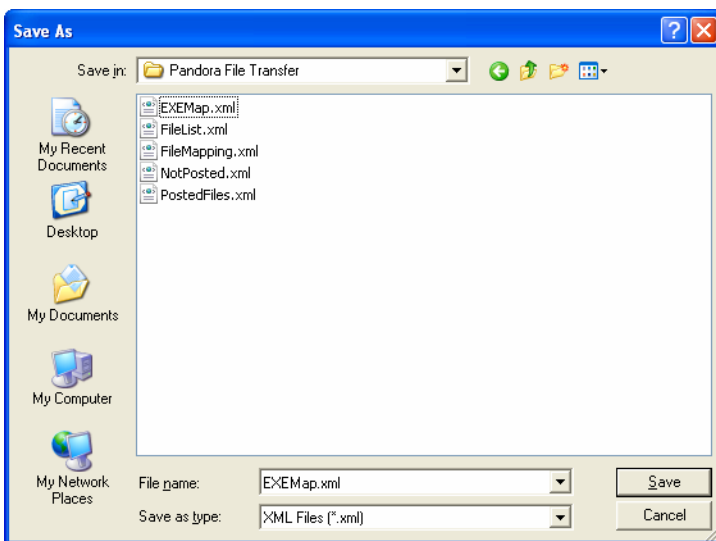 Save As
Save in:
Pandora File Transfer
My Recent
Documents
Desktop
My Documents
My Computer
My Network
Places
EXEMap.xml
FileList.xml
FileMapping.xml
NotPosted.xml
PostedFiles.xml
File name:
EXEMap.xml
Save
Save as type:
XML Files (*.xml)
Cancel